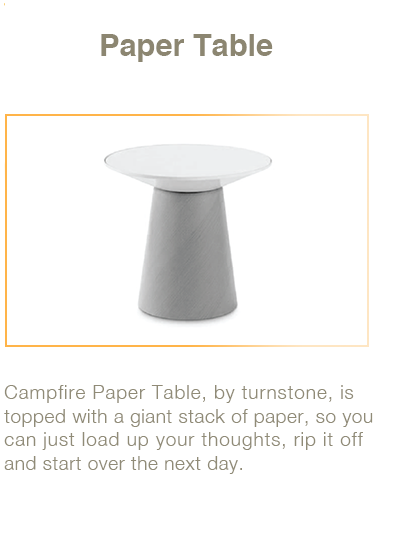 Paper Table
Campfire Paper Table, by turnstone, is
topped with a giant stack of paper, so you
can just load up your thoughts, rip it off
and start over the next day.